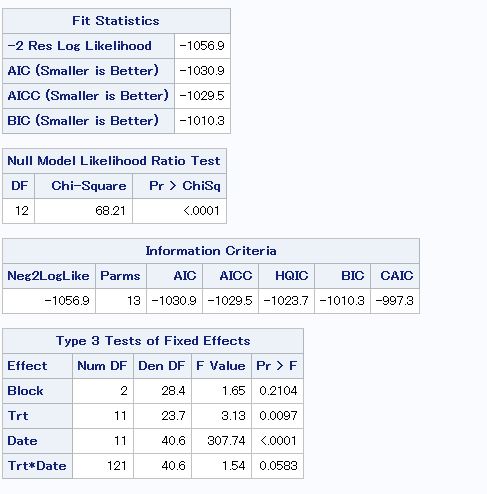 Fit Statistics
-2 Res Log Likelihood -1056.9
AIC (Smaller is Better) -1030.9
AICC (Smaller is Better) -1029.5
BIC (Smaller is Better) -1010.3
Null Model Likelihood Ratio Test
DF Chi-Square Pr > ChiSq
12 68.21 <.0001
Information Criteria
Neg2LogLike Parms AIC AICC HQIC BIC CAIC
-1056.9 13 -1030.9 -1029.5 -1023.7 -1010.3 -997.3
Type 3 Tests of Fixed Effects
Effect Num DF Den DF F Value Pr > F
Block 2 28.4 1.65 0.2104
Trt 11 23.7 3.13 0.0097
Date 11 40.6 307.74 <.0001
Trt*Date 121 40.6 1.54 0.0583